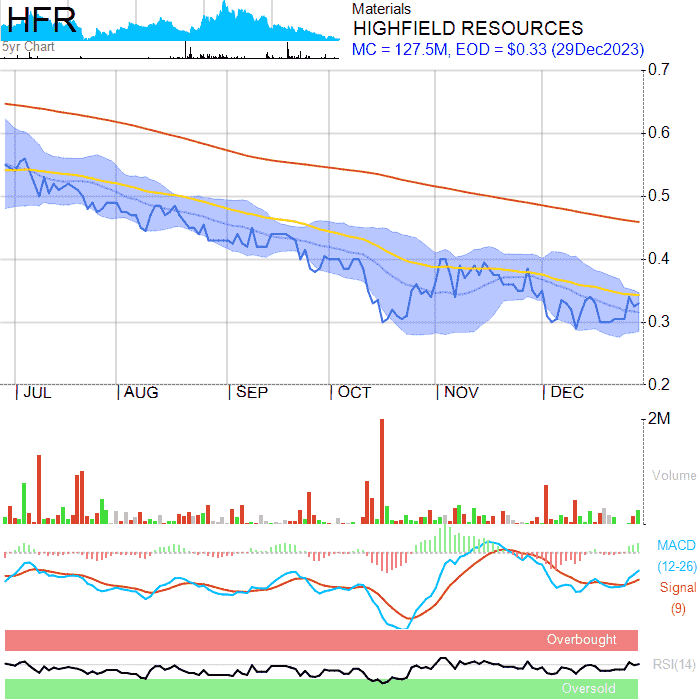 HFR
5yr Chart
Materials
HIGHFIELD RESOURCES
MC = 127.5M, EOD = $0.33 (29Dec2023)
0.7
0.6
0.5
0.4
0.3
0.2
JUL AUG SEP OCT NOV DEC
2M
Volume
MACD
(12-26)
Signal
(9)
Overbought
RSI(14)
Oversold